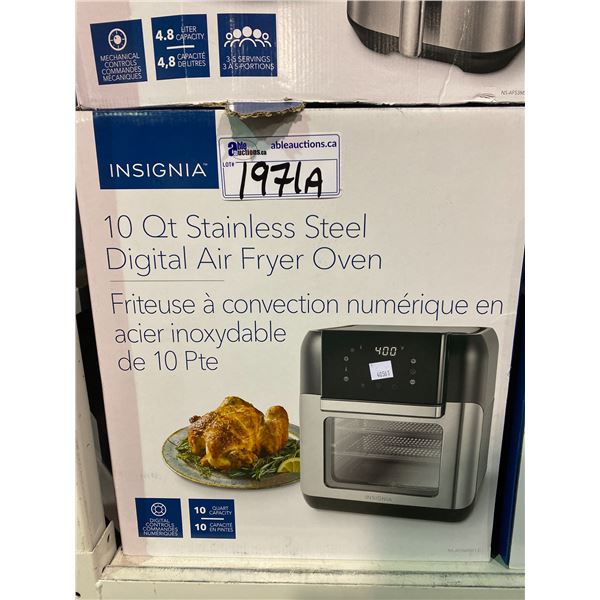 4.8 LITER CAPACITY
4,8 CAPACITÉ DE LITRES
MECHANICAL CONTROLS
COMMANDES MÉCANIQUES
3-5 SERVINGS
3 À 5 PORTIONS
able auctions.ca
ableauctions.ca
LOT#
1971A
INSIGNIA™
10 Qt Stainless Steel
Digital Air Fryer Oven
Friteuse à convection numérique en
acier inoxydable
de 10 Pte
400
INSIGNIA
DIGITAL CONTROLS
COMMANDES NUMÉRIQUES
10 QUART CAPACITY
10 CAPACITÉ EN PINTES